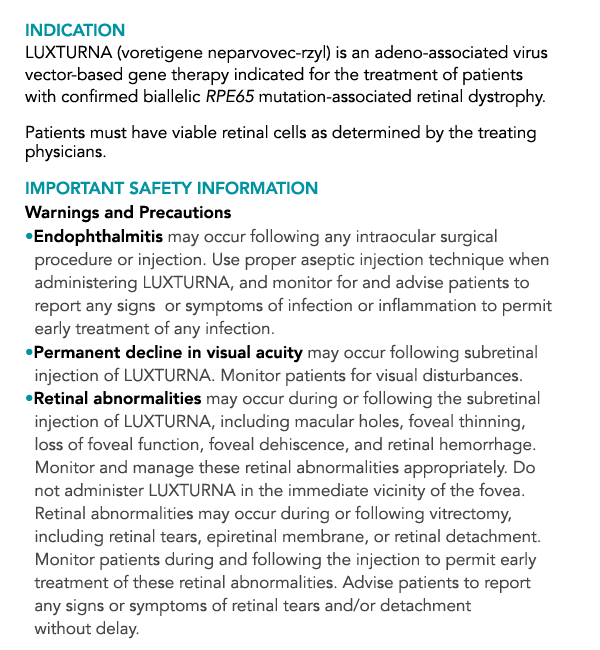 INDICATION
LUXTURNA (voretigene neparvovec-rzyl) is an adeno-associated virus
vector-based gene therapy indicated for the treatment of patients
with confirmed biallelic RPE65 mutation-associated retinal dystrophy.
Patients must have viable retinal cells as determined by the treating
physicians.
IMPORTANT SAFETY INFORMATION
Warnings and Precautions
•Endophthalmitis may occur following any intraocular surgical
procedure or injection. Use proper aseptic injection technique when
administering LUXTURNA, and monitor for and advise patients to
report any signs or symptoms of infection or inflammation to permit
early treatment of any infection.
•Permanent decline in visual acuity may occur following subretinal
injection of LUXTURNA. Monitor patients for visual disturbances.
•Retinal abnormalities may occur during or following the subretinal
injection of LUXTURNA, including macular holes, foveal thinning,
loss of foveal function, foveal dehiscence, and retinal hemorrhage.
Monitor and manage these retinal abnormalities appropriately. Do
not administer LUXTURNA in the immediate vicinity of the fovea.
Retinal abnormalities may occur during or following vitrectomy,
including retinal tears, epiretinal membrane, or retinal detachment.
Monitor patients during and following the injection to permit early
treatment of these retinal abnormalities. Advise patients to report
any signs or symptoms of retinal tears and/or detachment
without delay.